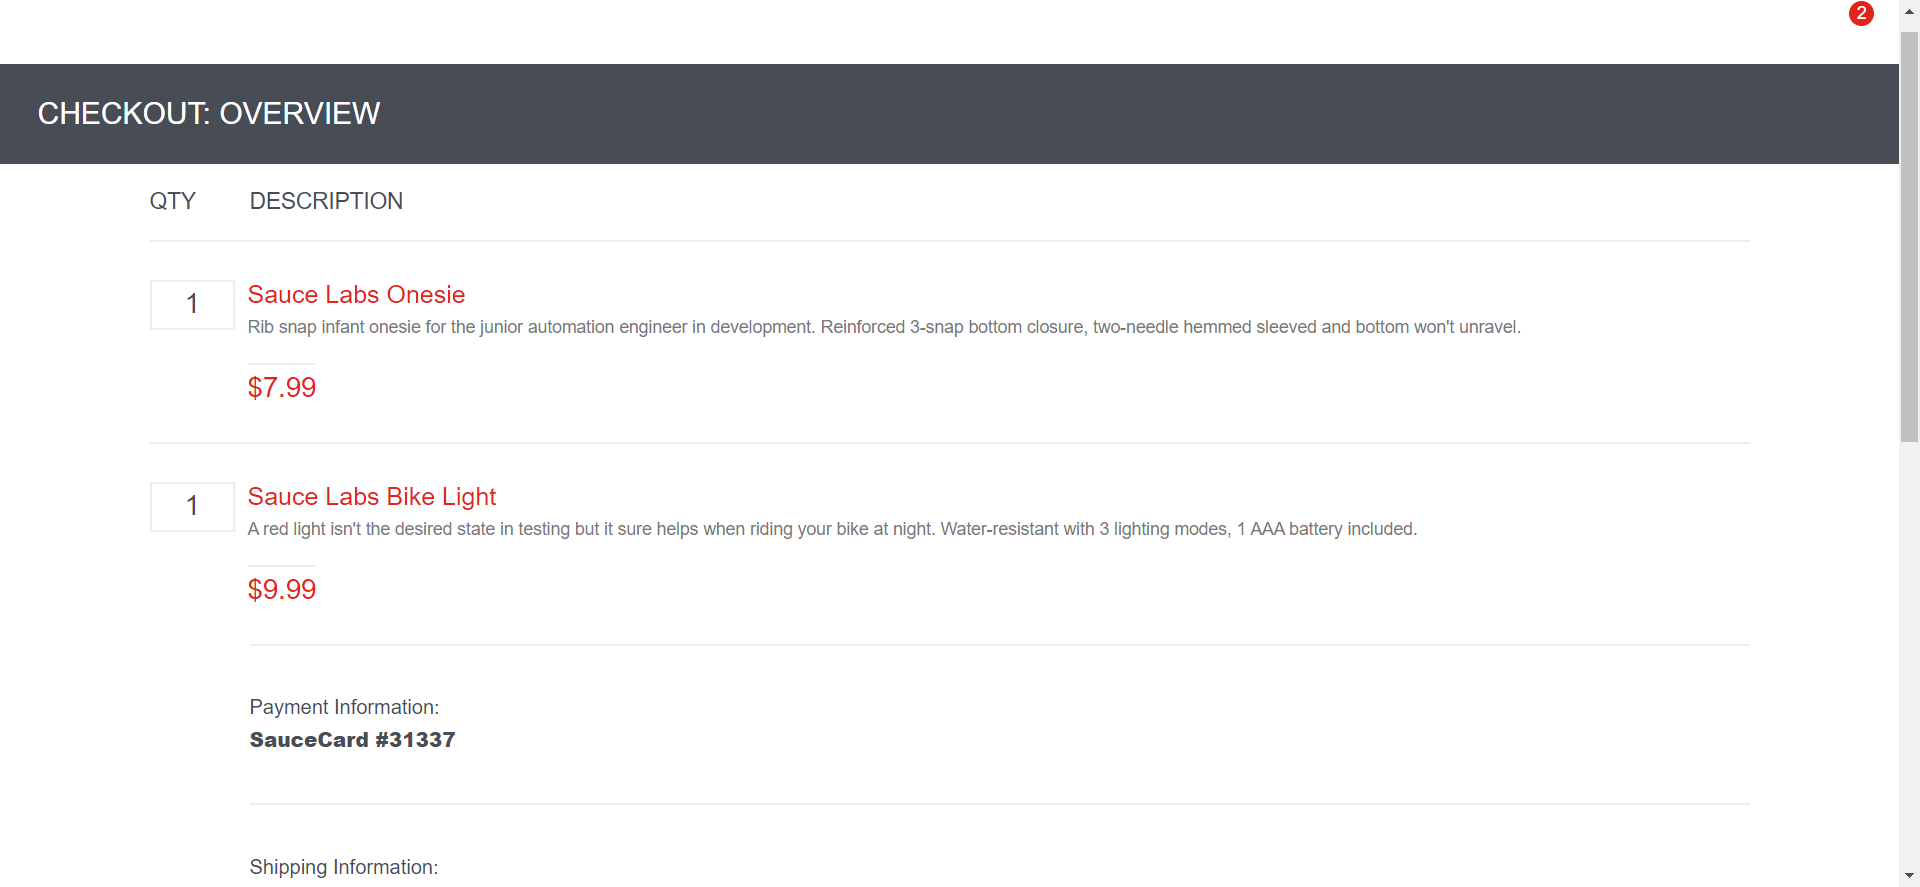 2
CHECKOUT: OVERVIEW
QTY DESCRIPTION
1 Sauce Labs Onesie
Rib snap infant onesie for the junior automation engineer in development. Reinforced 3-snap bottom closure, two-needle hemmed sleeved and bottom won't unravel.
$7.99
1 Sauce Labs Bike Light
A red light isn't the desired state in testing but it sure helps when riding your bike at night. Water-resistant with 3 lighting modes, 1 AAA battery included.
$9.99
Payment Information:
SauceCard #31337
Shipping Information: